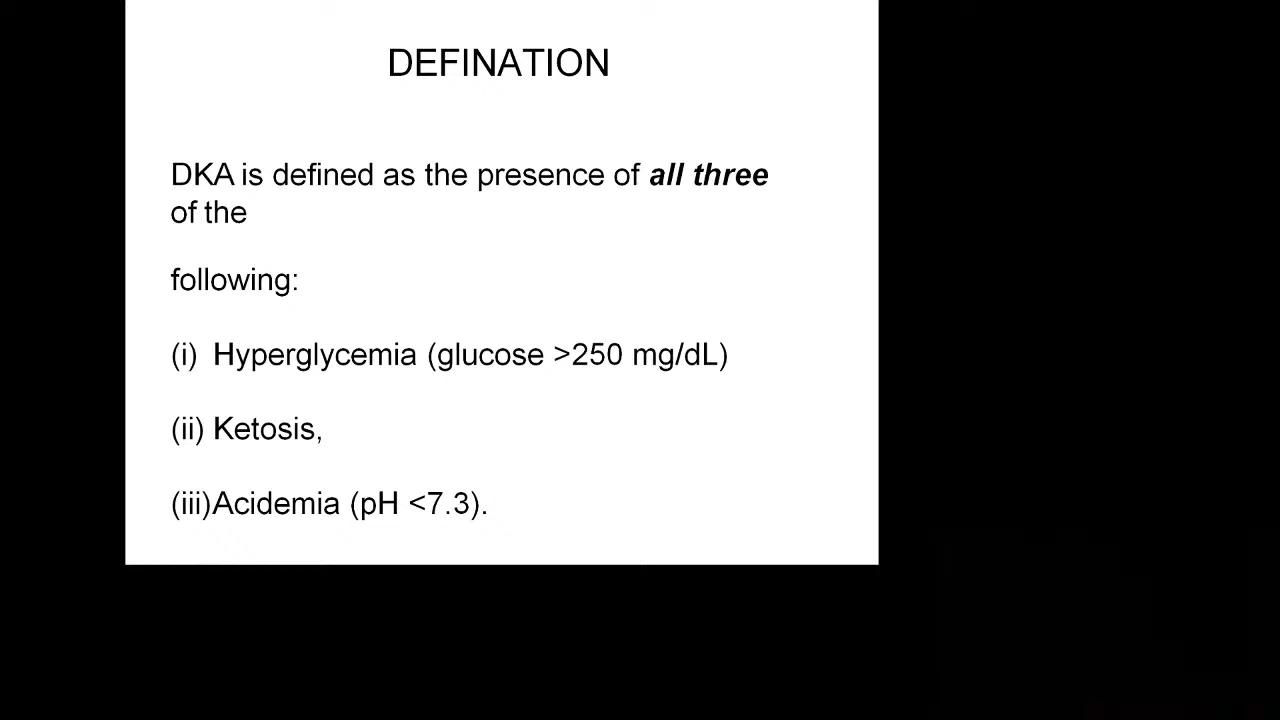 DEFINATION
DKA is defined as the presence of all three
of the
following:
(i) Hyperglycemia (glucose >250 mg/dL)
(ii) Ketosis,
(iii)Acidemia (pH <7.3).